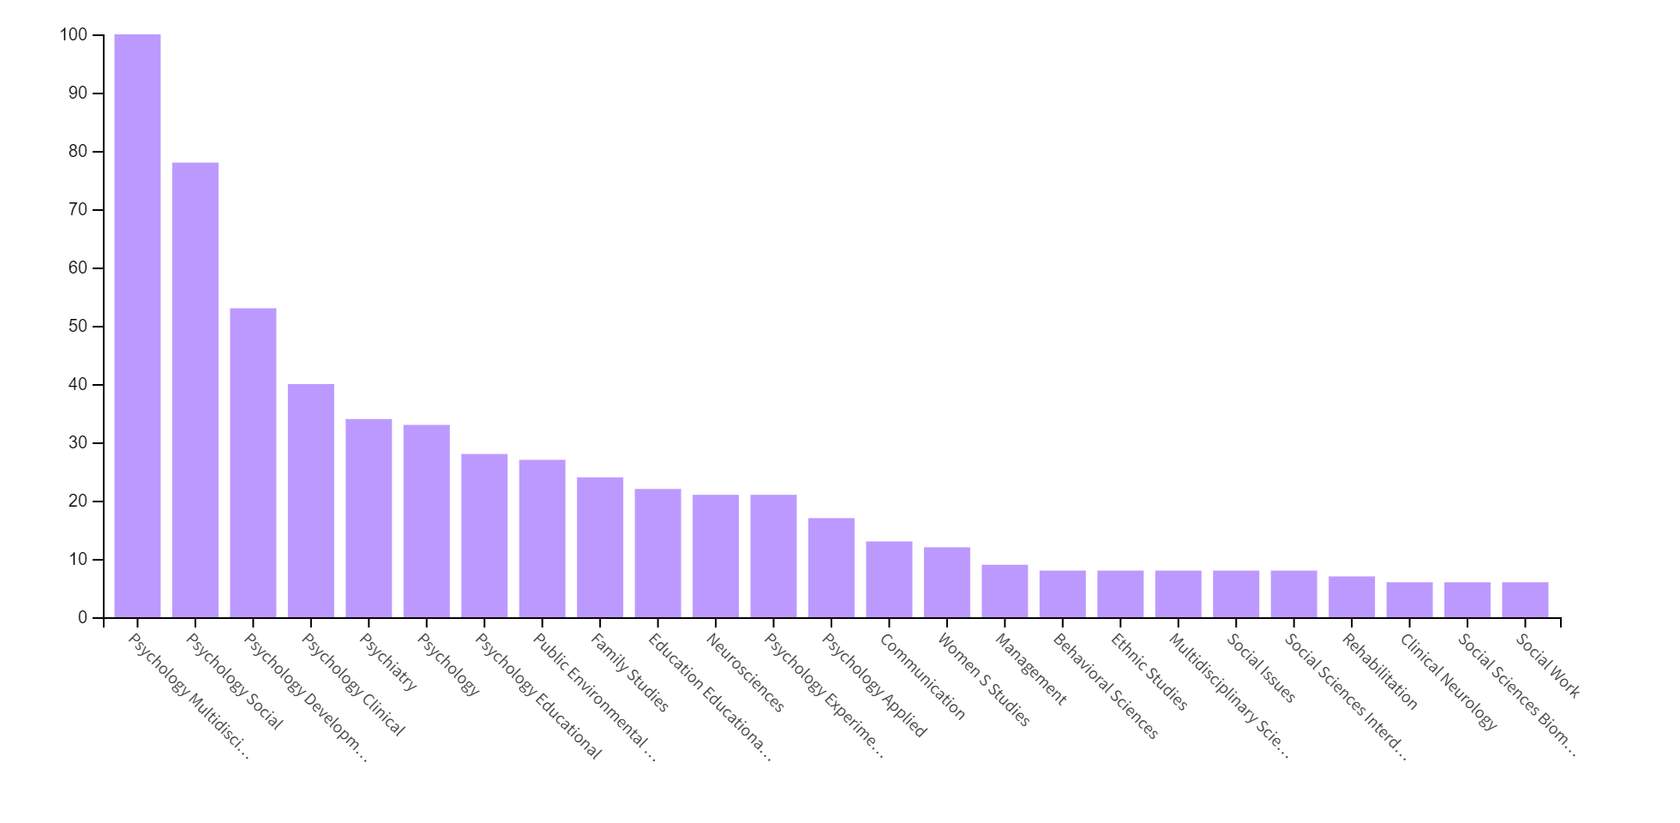 100
90
80
70
60
50
40
30
20
10
0
Psychology Multidisci…
Psychology Social
Psychology Developm…
Psychology Clinical
Psychiatry
Psychology
Psychology Educational
Public Environmental …
Family Studies
Education Educationa…
Neurosciences
Psychology Experime…
Psychology Applied
Communication
Women S Studies
Management
Behavioral Sciences
Ethnic Studies
Multidisciplinary Scie…
Social Issues
Social Sciences Interd…
Rehabilitation
Clinical Neurology
Social Sciences Biom…
Social Work